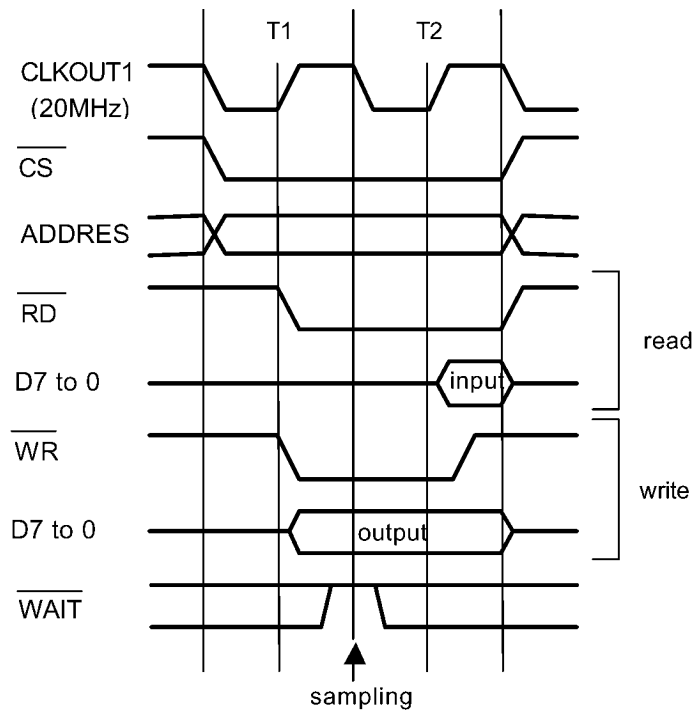 T1 T2
CLKOUT1
(20MHz)
CS
ADDRES
RD
read
D7 to 0 input
WR
write
D7 to 0 output
WAIT
sampling